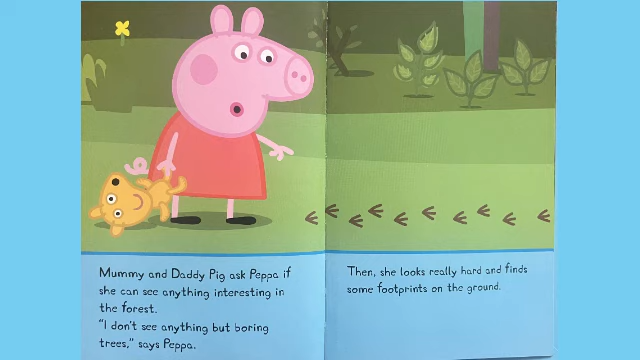 Mummy and Daddy Pig ask Peppa if
she can see anything interesting in
the forest.
"I don't see anything but boring
trees," says Peppa.
Then, she looks really hard and finds
some footprints on the ground.